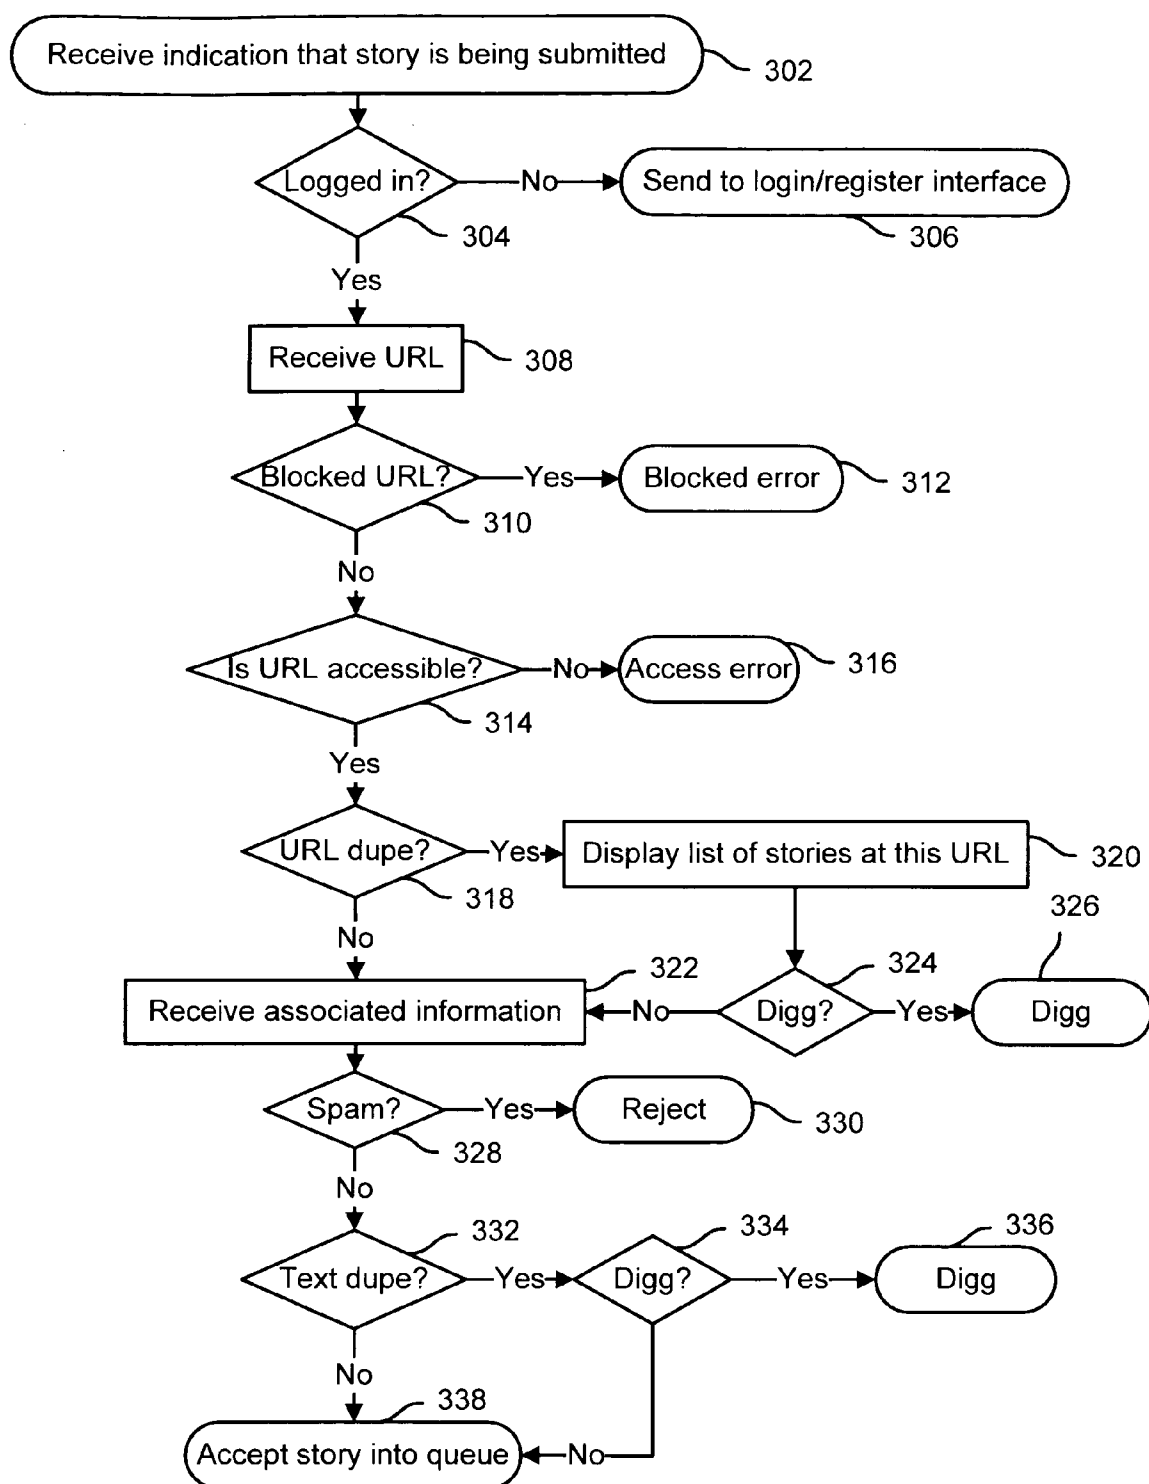 Receive indication that story is being submitted
302
Logged in?
No
Send to login/register interface
304
306
Yes
Receive URL
308
Blocked URL?
Yes
Blocked error
312
310
No
Is URL accessible?
No
Access error
316
314
Yes
URL dupe?
Yes
Display list of stories at this URL
320
318
326
No
322
324
Receive associated information
No
Digg?
Yes
Digg
Spam?
Yes
Reject
330
328
No
332
334
336
Text dupe?
Yes
Digg?
Yes
Digg
No
338
Accept story into queue
No